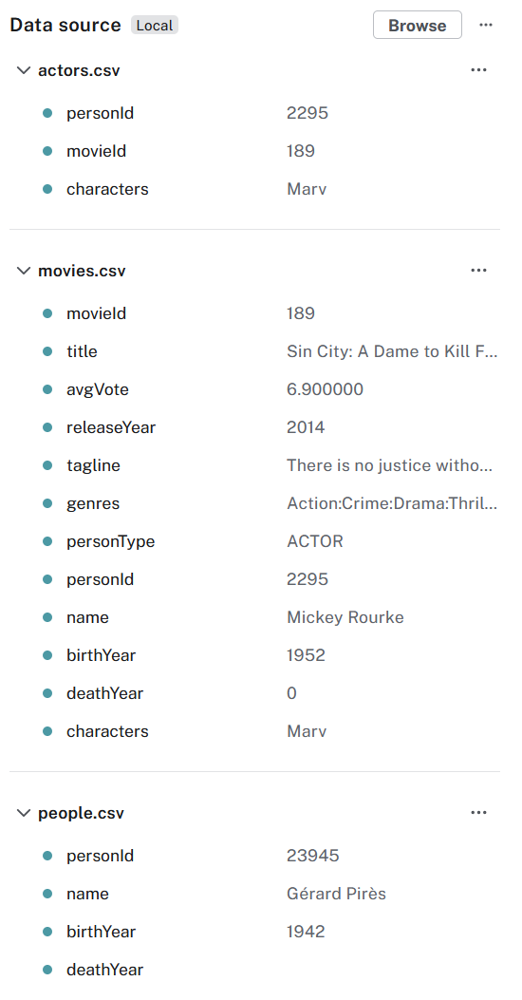 Data source Local Browse ...
actors.csv ...
personId 2295
movieId 189
characters Marv
movies.csv ...
movieId 189
title Sin City: A Dame to Kill F...
avgVote 6.900000
releaseYear 2014
tagline There is no justice witho...
genres Action:Crime:Drama:Thril...
personType ACTOR
personId 2295
name Mickey Rourke
birthYear 1952
deathYear 0
characters Marv
people.csv ...
personId 23945
name Gérard Pirès
birthYear 1942
deathYear